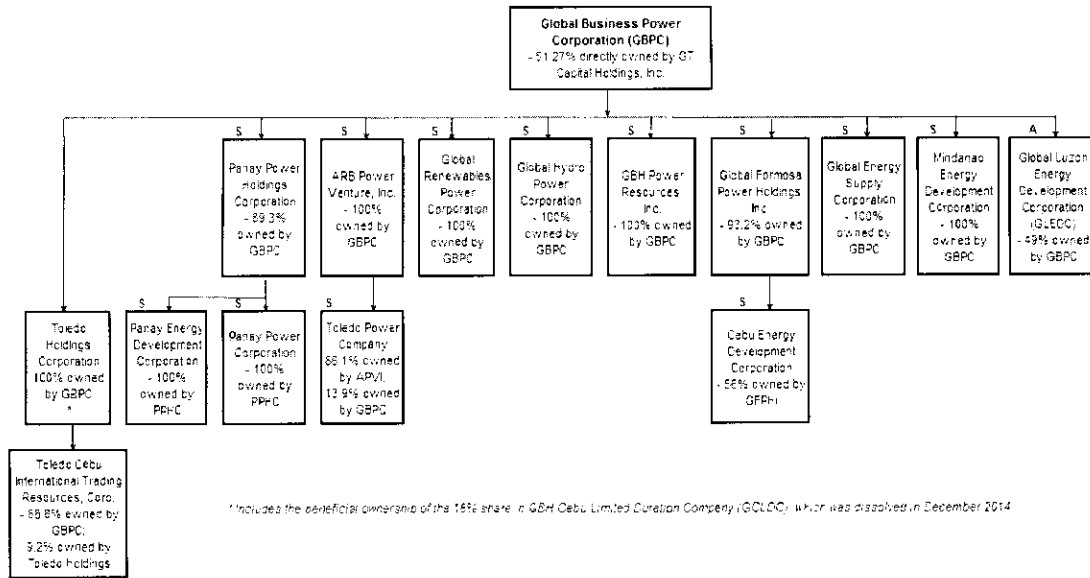 Global Business Power
Corporation (GBPC)
- 51.27% directly owned by GT
Capital Holdings, Inc.
S
S
S
S
S
S
S
S
A
Panay Power
Holdings
Corporation
- 89.3%
owned by
GBPC
ARB Power
Venture, Inc.
- 100%
owned by
GBPC
Global
Renewables
Power
Corporation
- 100%
owned by
GBPC
Global Hydro
Power
Corporation
- 100%
owned by
GBPC
GBH Power
Resources
Inc.
- 100% owned
by GBPC
Global Formosa
Power Holdings
Inc.
- 93.2% owned
by GBPC
Global Energy
Supply
Corporation
- 100%
owned by
GBPC
Mindanao
Energy
Development
Corporation
- 100%
owned by
GBPC
Global Luzon
Energy
Development
Corporation
(GLEDC)
- 49% owned
by GBPC
S
S
S
S
Toledo
Holdings
Corporation
100% owned
by GBPC
*
Panay Energy
Development
Corporation
- 100%
owned by
PPHC
Panay Power
Corporation
- 100%
owned by
PPHC
Toledo Power
Company
86.1% owned
by APVI,
13.9% owned
by GBPC
Cebu Energy
Development
Corporation
- 56% owned
by GFPHI
Toledo Cebu
International Trading
Resources, Corp.
owned by
GBPC;
9.2% owned by
Toledo Holdings
* Includes the beneficial ownership of the share in GBH Cebu Limited Duration Company (GCLDC), which was dissolved in December 2014